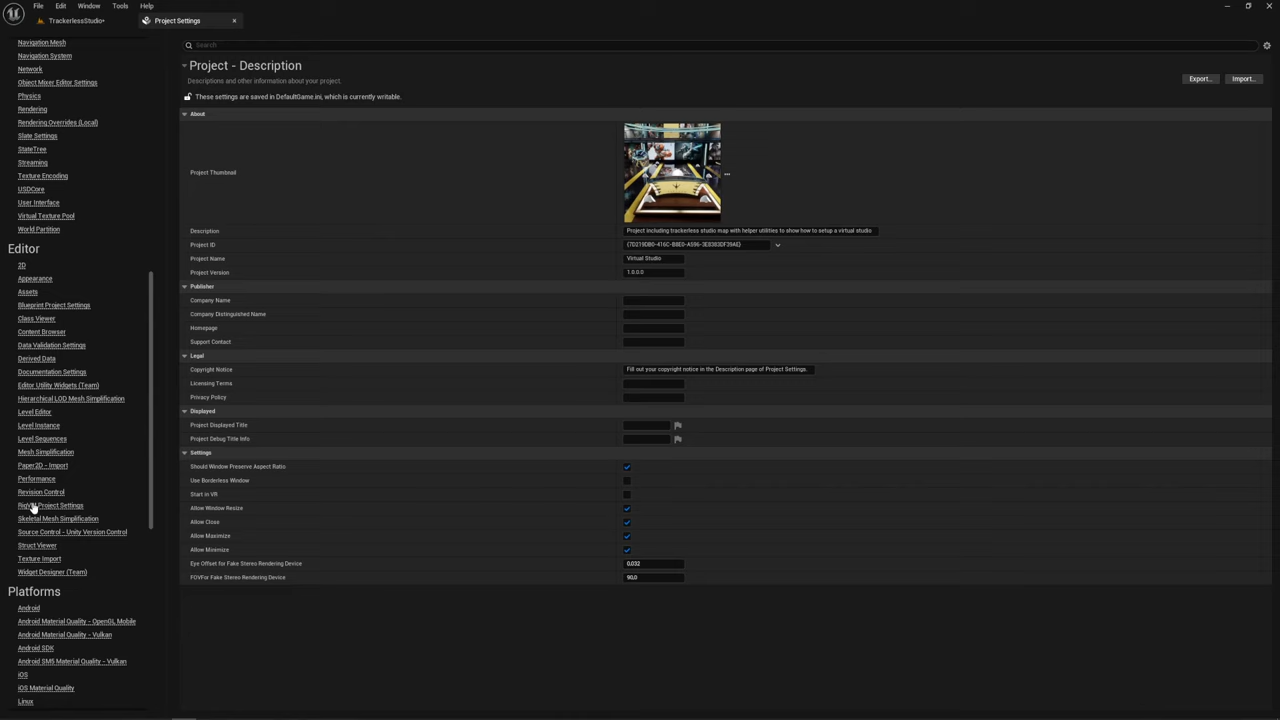 File Edit Window Tools Help
TrackerlessStudio*
Project Settings
Navigation Mesh
Navigation System
Network
Object Mixer Editor Settings
Physics
Rendering
Rendering Overrides (Local)
Slate Settings
StateTree
Streaming
Texture Encoding
USDCore
User Interface
Virtual Texture Pool
World Partition
Editor
2D
Appearance
Assets
Blueprint Project Settings
Class Viewer
Content Browser
Data Validation Settings
Derived Data
Documentation Settings
Editor Utility Widgets (Team)
Hierarchical LOD Mesh Simplification
Level Editor
Level Instance
Level Sequences
Mesh Simplification
Paper2D - Import
Performance
Revision Control
Project Settings
Skeletal Mesh Simplification
Source Control - Unity Version Control
Struct Viewer
Texture Import
Widget Designer (Team)
Platforms
Android
Android Material Quality - OpenGL Mobile
Android Material Quality - Vulkan
Android SDK
Android SM5 Material Quality - Vulkan
iOS
iOS Material Quality
Linux
Search
Project - Description
Descriptions and other information about your project.
Export... Import...
These settings are saved in DefaultGame.ini, which is currently writable.
About
Project Thumbnail
Description Project including trackerless studio map with helper utilities to show how to setup a virtual studio
Project ID
Project Name Virtual Studio
Project Version 1.0.0.0
Publisher
Company Name
Company Distinguished Name
Homepage
Support Contact
Legal
Copyright Notice Fill out your copyright notice in the Description page of Project Settings.
Licensing Terms
Privacy Policy
Displayed
Project Displayed Title
Project Debug Title Info
Settings
Should Window Preserve Aspect Ratio
Use Borderless Window
Start in VR
Allow Window Resize
Allow Close
Allow Maximize
Allow Minimize
Eye Offset for Fake Stereo Rendering Device 0.032
FOVFor Fake Stereo Rendering Device 90.0